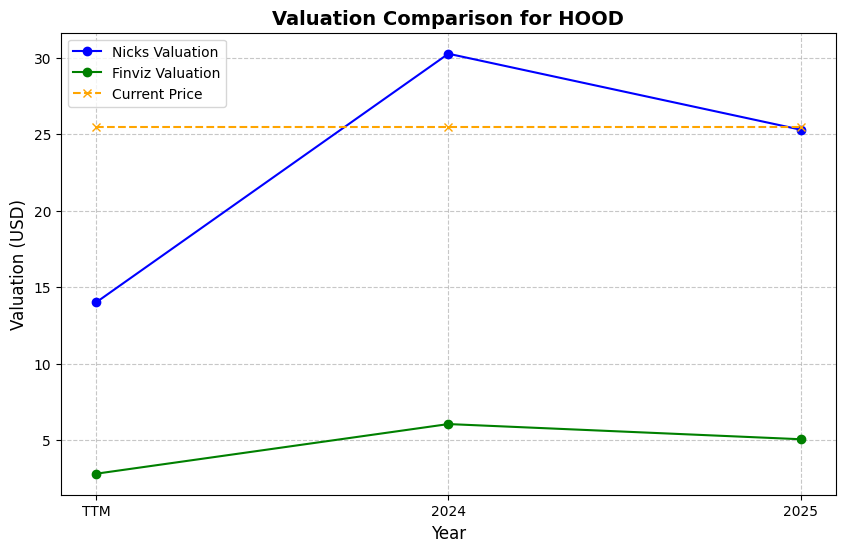 Valuation Comparison for HOOD
Nicks Valuation
Finviz Valuation
Current Price
Valuation (USD)
30
25
20
15
10
5
TTM
2024
2025
Year